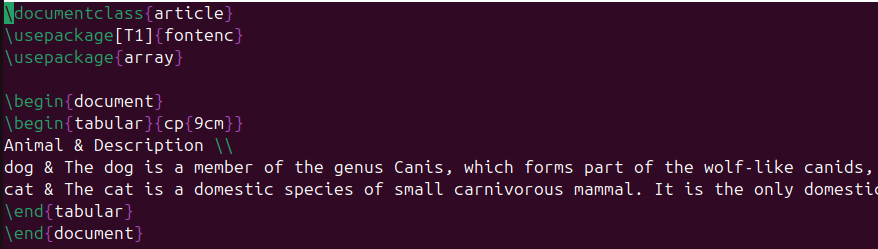 \documentclass{article}
\usepackage[T1]{fontenc}
\usepackage{array}
\begin{document}
\begin{tabular}{cp{9cm}}
Animal & Description \\
dog & The dog is a member of the genus Canis, which forms part of the wolf-like canids,
cat & The cat is a domestic species of small carnivorous mammal. It is the only domestic
\end{tabular}
\end{document}